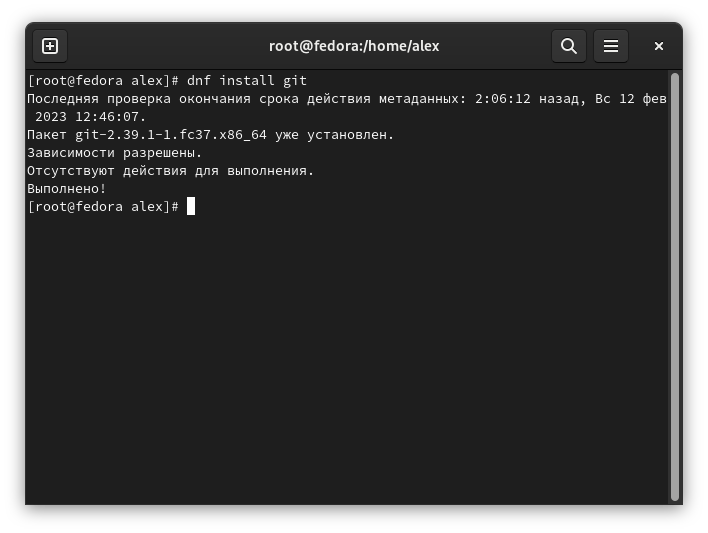 root@fedora:/home/alex
[root@fedora alex]# dnf install git
Последняя проверка окончания срока действия метаданных: 2:06:12 назад, Вс 12 фев
 2023 12:46:07.
Пакет git-2.39.1-1.fc37.x86_64 уже установлен.
Зависимости разрешены.
Отсутствуют действия для выполнения.
Выполнено!
[root@fedora alex]#